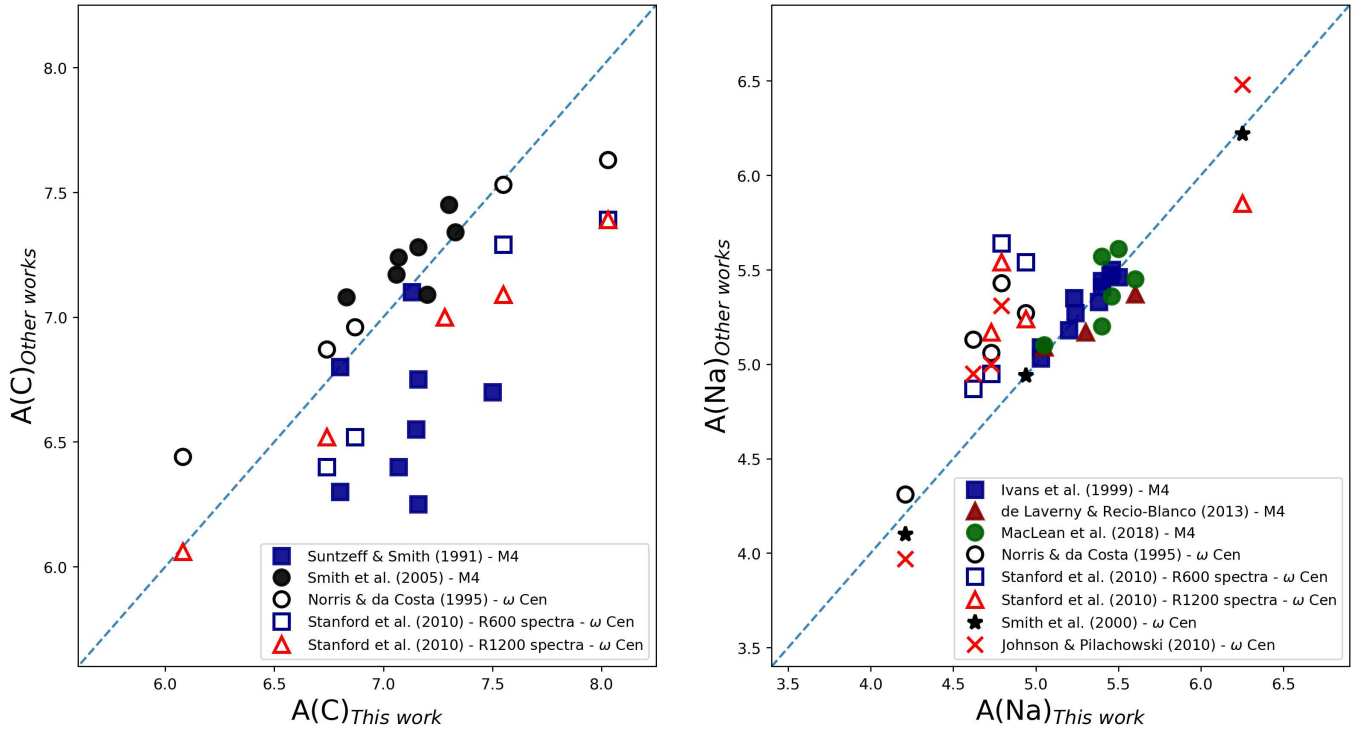 8.0
7.5
7.0
6.5
6.0
A(C)Other works
6.0 6.5 7.0 7.5 8.0
A(C)This work
Suntzeff & Smith (1991) - M4
Smith et al. (2005) - M4
Norris & da Costa (1995) - ω Cen
Stanford et al. (2010) - R600 spectra - ω Cen
Stanford et al. (2010) - R1200 spectra - ω Cen
6.5
6.0
5.5
5.0
4.5
4.0
3.5
A(Na)Other works
3.5 4.0 4.5 5.0 5.5 6.0 6.5
A(Na)This work
Ivans et al. (1999) - M4
de Laverny & Recio-Blanco (2013) - M4
MacLean et al. (2018) - M4
Norris & da Costa (1995) - ω Cen
Stanford et al. (2010) - R600 spectra - ω Cen
Stanford et al. (2010) - R1200 spectra - ω Cen
Smith et al. (2000) - ω Cen
Johnson & Pilachowski (2010) - ω Cen